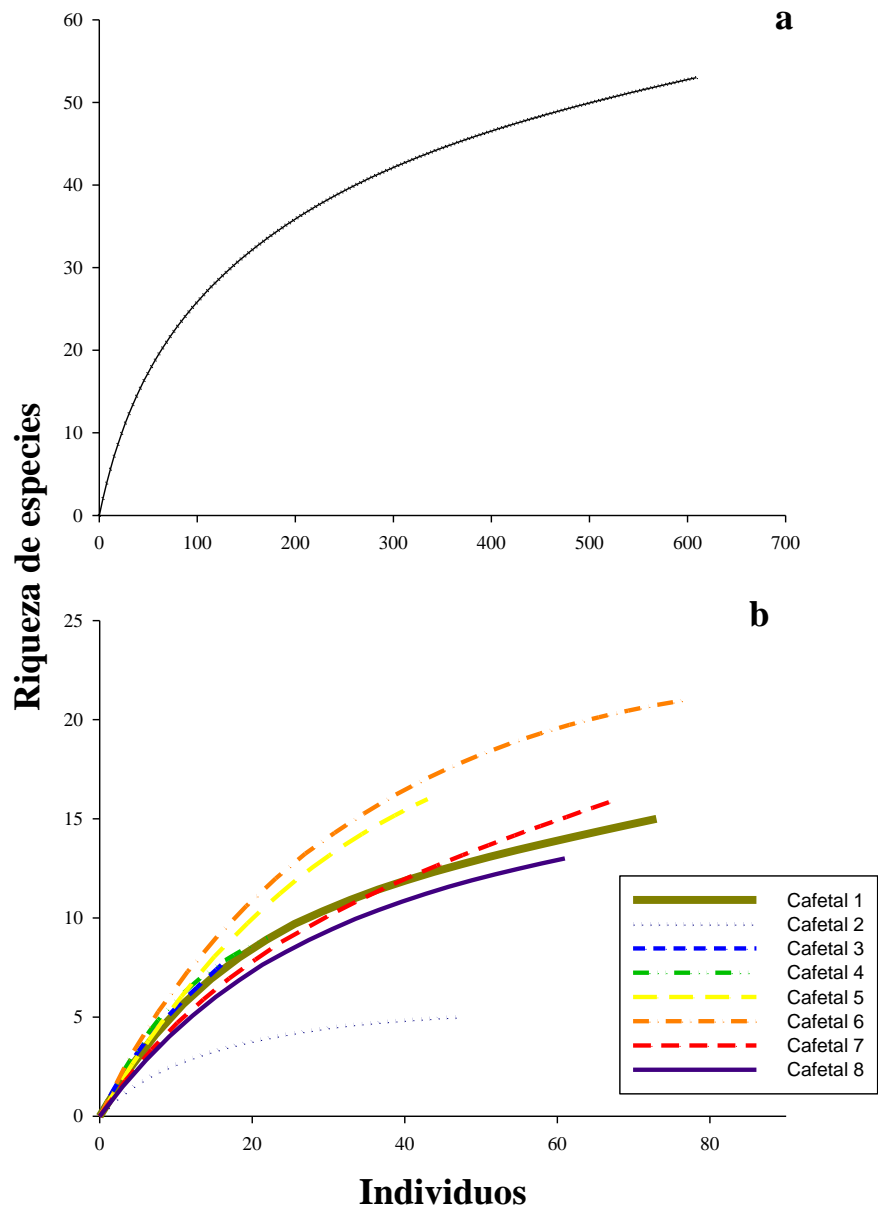 a
60
50
40
30
20
10
0
0 100 200 300 400 500 600 700
Riqueza de especies
b
25
20
15
10
5
0
0 20 40 60 80
Cafetal 1
Cafetal 2
Cafetal 3
Cafetal 4
Cafetal 5
Cafetal 6
Cafetal 7
Cafetal 8
Individuos